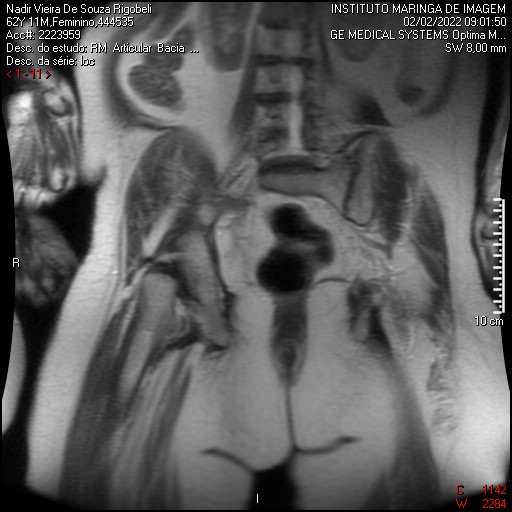 Nadir Vieira De Souza Rigobeli
62Y 11M,Feminino,444535
Acc#: 2223959
Desc. do estudo: RM Articular Bacia ...
Desc. da série: loc
< 1 -11 >
INSTITUTO MARINGA DE IMAGEM
02/02/2022 09:01:50
GE MEDICAL SYSTEMS Optima M...
SW 8,00 mm
R
10 cm
I
C 1142
W 2284